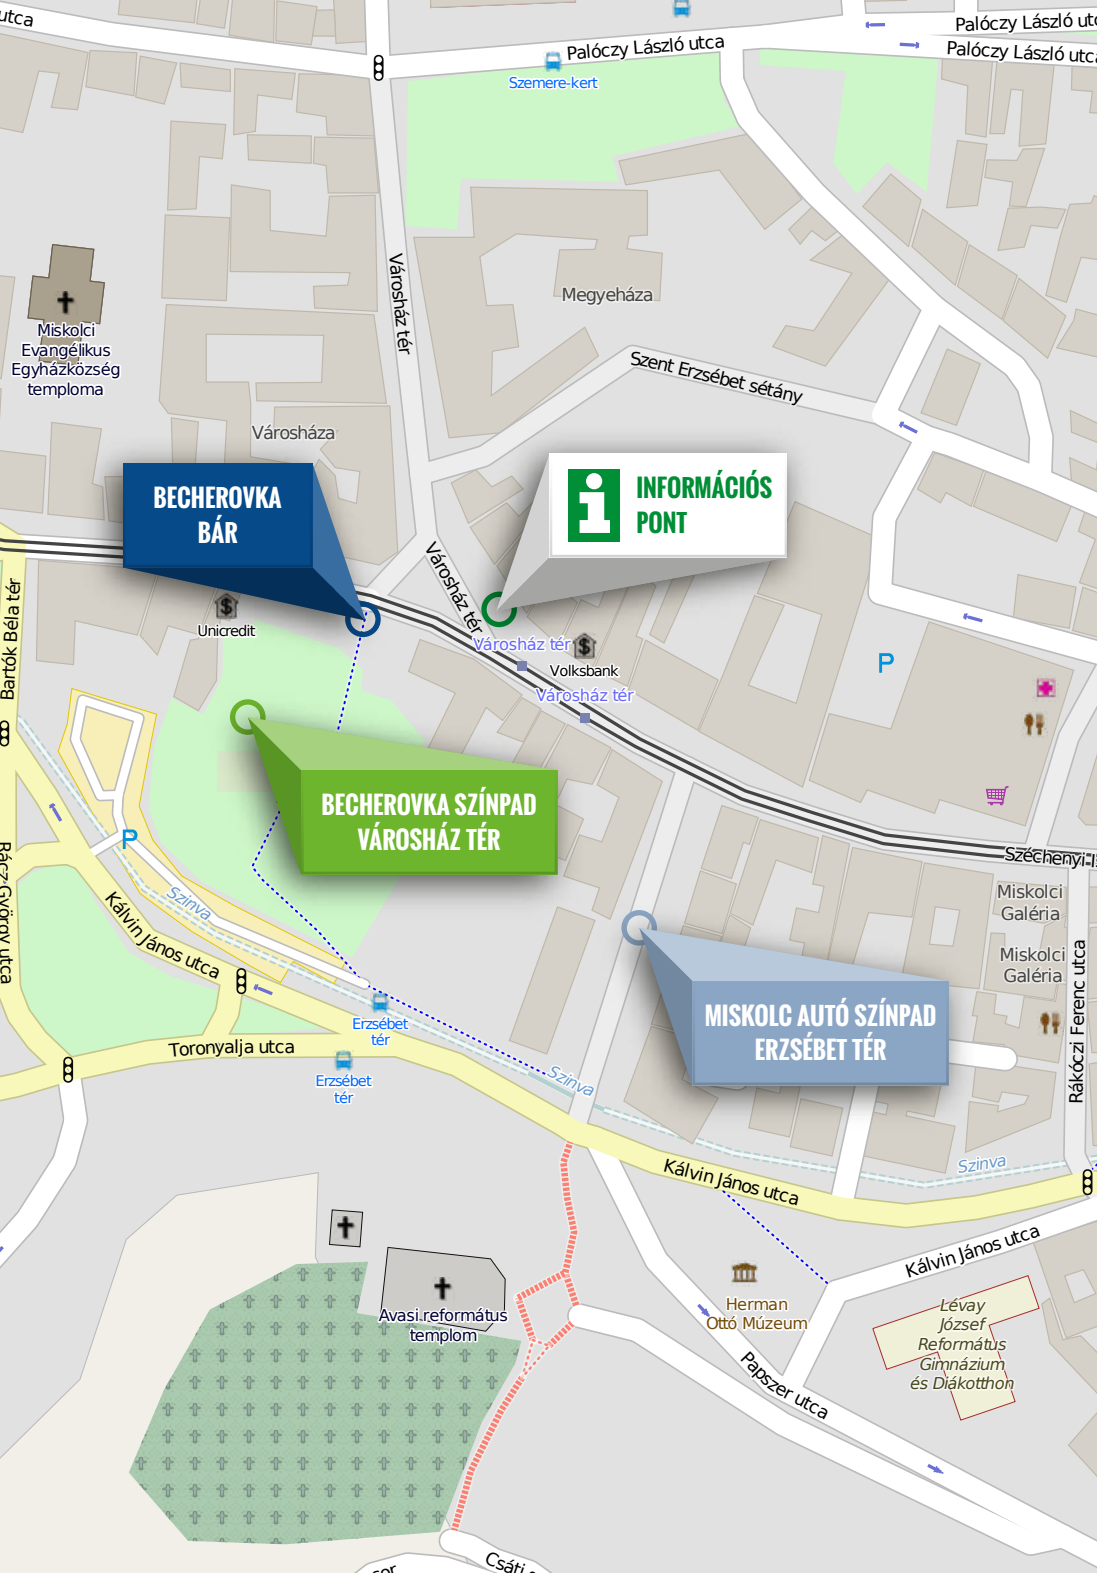 utca
Palóczy László utca
Palóczy László utc
Palóczy László utca
Szemere-kert
Városház tér
Megyeháza
Miskolci
Evangélikus
Egyházközség
temploma
Szent Erzsébet sétány
Városháza
BECHEROVKA
BÁR
INFORMÁCIÓS
PONT
Városház tér
Bartók Béla tér
Unicredit
Városház tér
Volksbank
Városház tér
P
BECHEROVKA SZÍNPAD
VÁROSHÁZ TÉR
P
Széchenyi I
Rácz György utca
Szinva
Kálvin János utca
Miskolci
Galéria
Miskolci
Galéria
Rákóczi Ferenc utca
MISKOLC AUTÓ SZÍNPAD
ERZSÉBET TÉR
Erzsébet
tér
Toronyalja utca
Erzsébet
tér
Szinva
Szinva
Kálvin János utca
Kálvin János utca
Avasi református
templom
Herman
Ottó Múzeum
Lévay
József
Református
Gimnázium
és Diákotthon
Papszer utca
Csáti